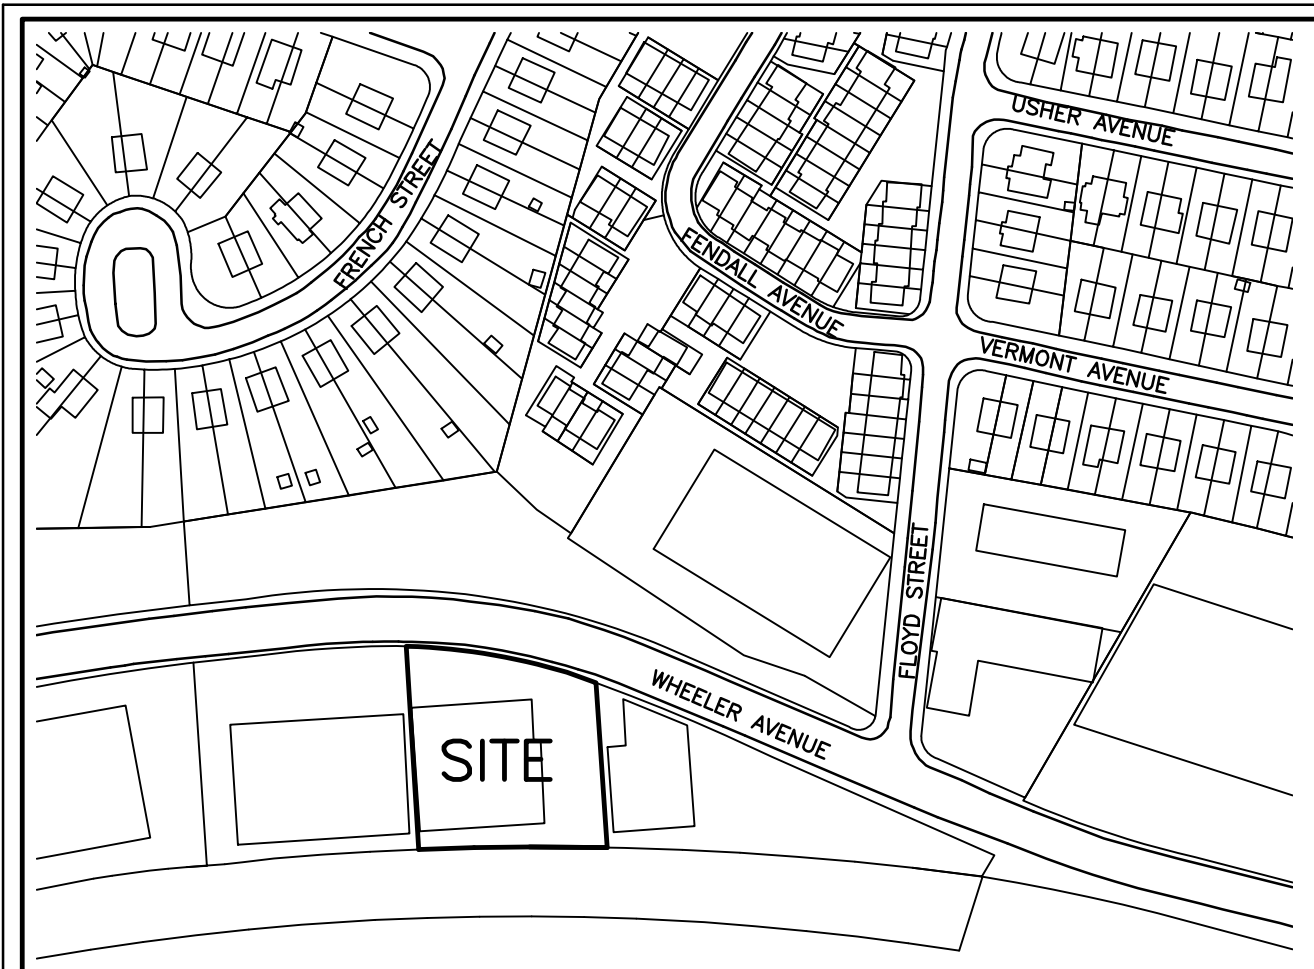 USHER AVENUE
FRENCH STREET
FENDALL AVENUE
VERMONT AVENUE
FLOYD STREET
WHEELER AVENUE
SITE